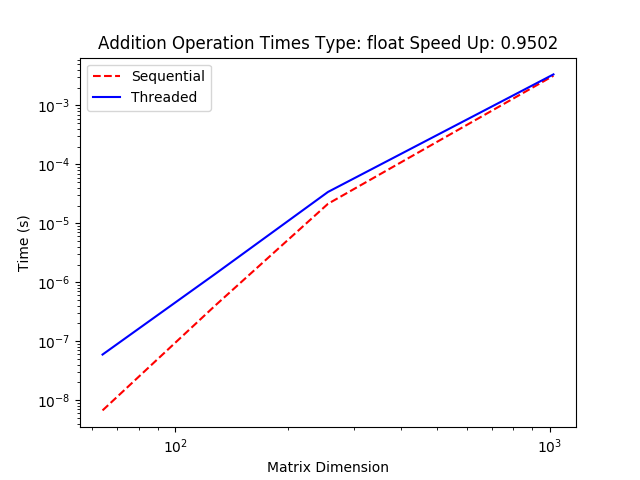 Addition Operation Times Type: float Speed Up: 0.9502
Sequential
Threaded
10⁻³
10⁻⁴
10⁻⁵
10⁻⁶
10⁻⁷
10⁻⁸
Time (s)
10²
10³
Matrix Dimension